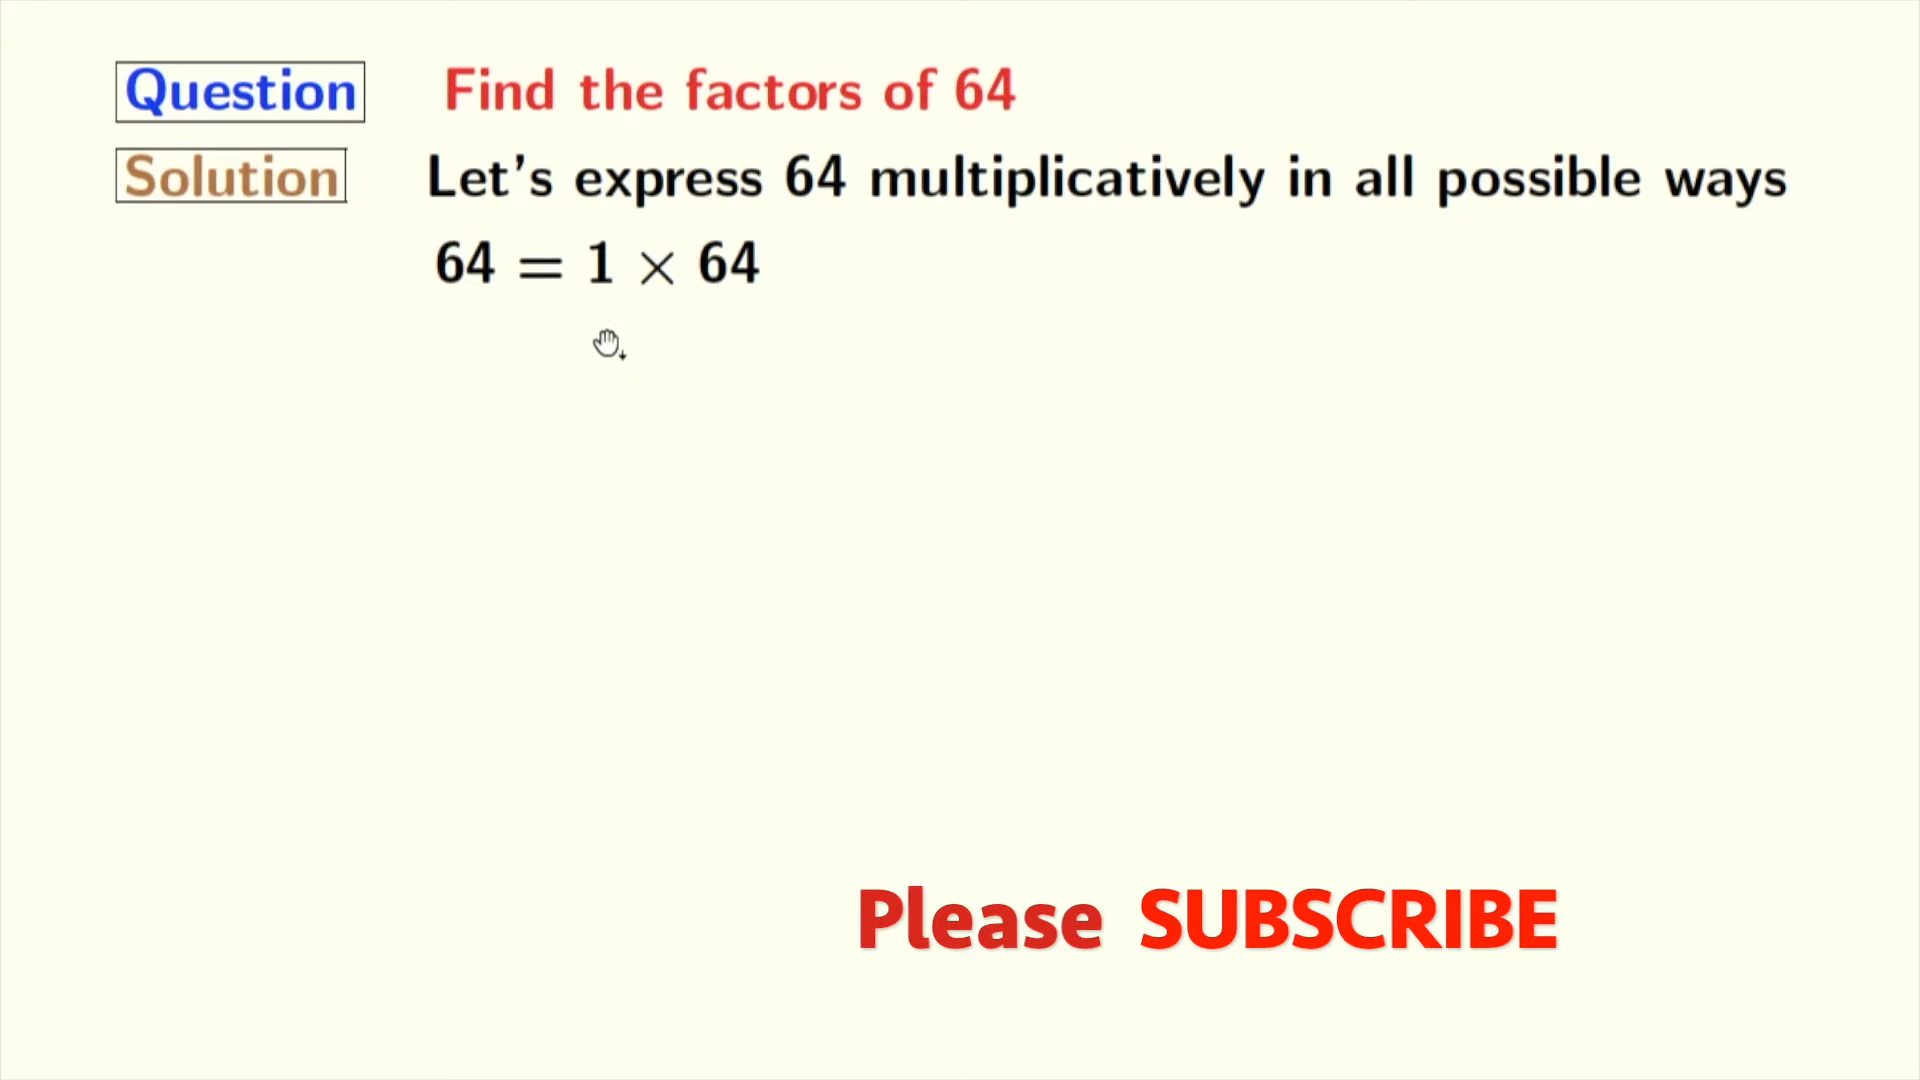 Question Find the factors of 64
Solution Let's express 64 multiplicatively in all possible ways
64 = 1 × 64
Please SUBSCRIBE